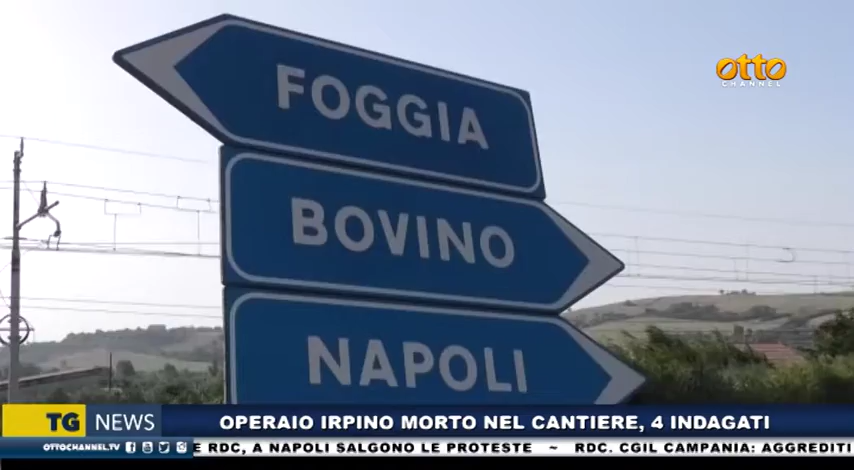 FOGGIA
otto
CHANNEL
BOVINO
NAPOLI
TG NEWS
OPERAIO IRPINO MORTO NEL CANTIERE, 4 INDAGATI
OTTOCHANNEL.TV
E RDC, A NAPOLI SALGONO LE PROTESTE ~ RDC. CGIL CAMPANIA: AGGREDITI